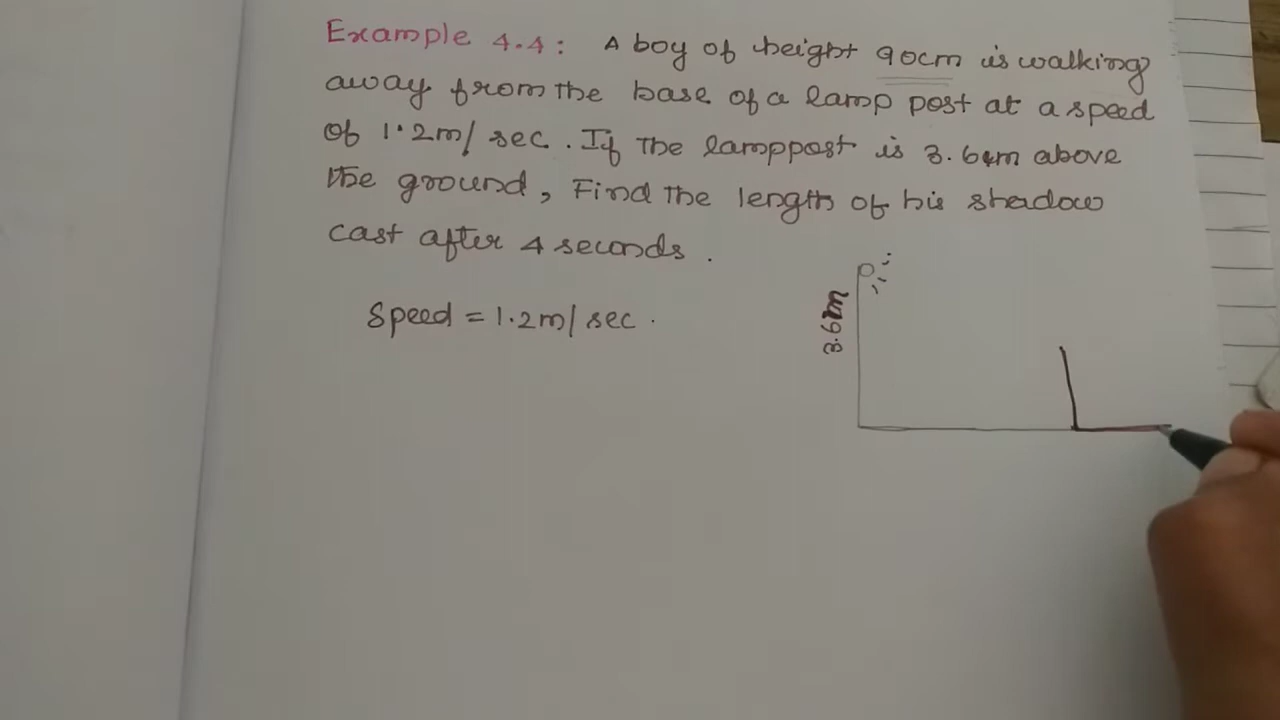 Example 4.4: A boy of height 90cm is walking
away from the base of a lamp post at a speed
of 1.2m/sec. If the lamppost is 3.6m above
the ground, Find the length of his shadow
cast after 4 seconds.
Speed = 1.2m/sec.
3.6m